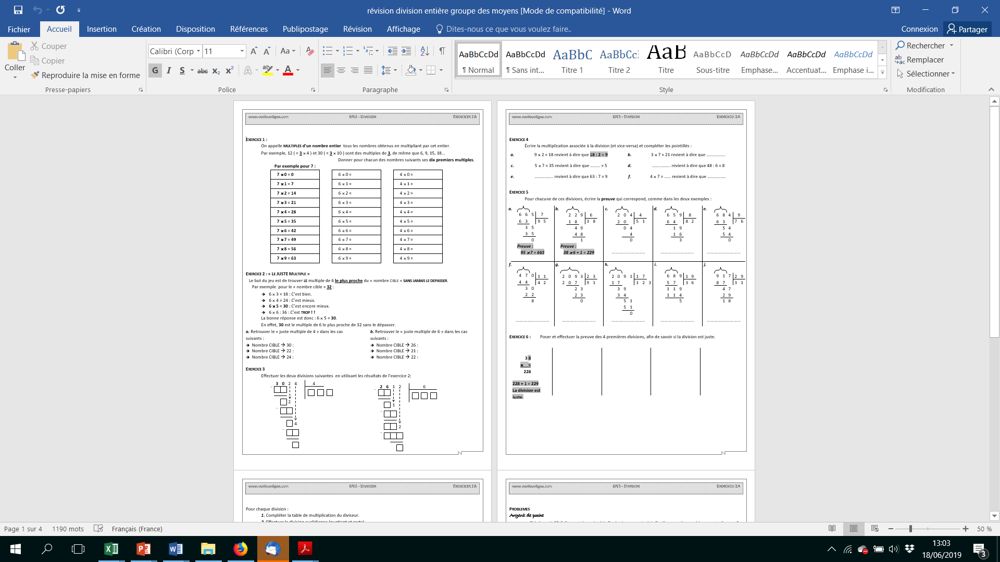 révision division entière groupe des moyens [Mode de compatibilité] - Word
Fichier Accueil Insertion Création Disposition Références Publipostage Révision Affichage Dites-nous ce que vous voulez faire.. Connexion Partager
Coller
Couper
Copier
Reproduire la mise en forme
Presse-papiers
Calibri (Corp 11
Aa
G I S abc X₂ X² A ab A
Police
Paragraphe
AaBbCcDd AaBbCcDd AaBbC AaBbCc AaB AaBbCcD AaBbCcDd AaBbCcDd AaBbCcDd
¶ Normal ¶ Sans int... Titre 1 Titre 2 Titre Sous-titre Emphase... Accentuat... Emphase i...
Style
Rechercher
Remplacer
Sélectionner
Modification
www.mathsenligne.com 6N3 - DIVISION EXERCICES 2A
EXERCICE 1 :
On appelle MULTIPLES d'un nombre entier tous les nombres obtenus en multipliant par cet entier.
Par exemple, 12 ( = 3 × 4 ) et 30 ( = 3 × 10 ) sont des multiples de 3, de même que 6, 9, 15, 18...
Donner pour chacun des nombres suivants ses dix premiers multiples.
Par exemple pour 7 :
7 × 0 = 0 6 × 0 = 4 × 0 =
7 × 1 = 7 6 × 1 = 4 × 1 =
7 × 2 = 14 6 × 2 = 4 × 2 =
7 × 3 = 21 6 × 3 = 4 × 3 =
7 × 4 = 28 6 × 4 = 4 × 4 =
7 × 5 = 35 6 × 5 = 4 × 5 =
7 × 6 = 42 6 × 6 = 4 × 6 =
7 × 7 = 49 6 × 7 = 4 × 7 =
7 × 8 = 56 6 × 8 = 4 × 8 =
7 × 9 = 63 6 × 9 = 4 × 9 =
EXERCICE 2 : « LE JUSTE MULTIPLE »
Le but du jeu est de trouver LE multiple de 6 le plus proche du « nombre CIBLE » SANS JAMAIS LE DEPASSER.
Par exemple pour le « nombre cible » 32 :
➔ 6 × 3 = 18 : C'est bien.
➔ 6 × 4 = 24 : C'est mieux.
➔ 6 × 5 = 30 : C'est encore mieux.
➔ 6 × 6 : 36 : C'est TROP ! !
La bonne réponse est donc : 6 × 5 = 30.
En effet, 30 est le multiple de 6 le plus proche de 32 sans le dépasser.
a. Retrouver le « juste multiple de 4 » dans les cas
suivants :
➔ Nombre CIBLE → 30 :
➔ Nombre CIBLE → 22 :
➔ Nombre CIBLE → 24 :
b. Retrouver le « juste multiple de 6 » dans les cas
suivants :
➔ Nombre CIBLE → 26 :
➔ Nombre CIBLE → 21 :
➔ Nombre CIBLE → 22 :
EXERCICE 3
Effectuer les deux divisions suivantes en utilisant les résultats de l'exercice 2:
3 0 2 4 4
2
4
2 6 1 2 6
1
2
www.mathsenligne.com 6N3 - DIVISION EXERCICES 2A
EXERCICE 4
Écrire la multiplication associée à la division (et vice-versa) et compléter les pointillés :
a. 9 × 2 = 18 revient à dire que 18 : 2 = 9 b. 3 × 7 = 21 revient à dire que ................
c. 5 × 7 = 35 revient à dire que ........ = 5 d. ................ revient à dire que 48 : 6 = 8
e. ................ revient à dire que 63 : 7 = 9 f. 4 × 7 = ...... revient à dire que ................
EXERCICE 5
Pour chacune de ces divisions, écrire la preuve qui correspond, comme dans les deux exemples :
a. b. c. d. e.
6 6 5 7 2 2 9 6 2 0 4 4 6 5 9 8 6 8 4 9
6 3 9 5 1 8 3 8 2 0 5 1 6 4 8 2 6 3 7 6
3 5 4 9 0 4 1 9 5 4
3 5 4 8 4 1 6 5 4
0 1 0 3 0
Preuve : Preuve :
95 × 7 = 665 38 × 6 + 1 = 229 ............................ ............................ ............................
f. g. h. i. j.
4 7 0 1 1 2 0 9 3 2 3 2 0 9 1 1 7 6 8 9 1 9 9 1 7 2 9
4 4 4 2 2 0 7 9 1 1 7 1 2 3 5 7 3 6 8 7 3 1
3 0 2 3 3 9 1 1 9 4 7
2 2 2 3 3 4 1 1 4 2 9
8 0 5 1 5 1 8
5 1
0
............................ ............................ ............................ ............................ ............................
EXERCICE 6 : Poser et effectuer la preuve des 4 premières divisions, afin de savoir si la division est juste.
3 8
× 6
228
228 + 1 = 229
La division est
juste.
www.mathsenligne.com 6N3 - DIVISION EXERCICES 2A
Pour chaque division :
1. Compléter la table de multiplication du diviseur.
www.mathsenligne.com 6N3 - DIVISION EXERCICES 2A
PROBLEMES
Argent de poche
Page 1 sur 4 1190 mots Français (France) 50 %
13:03
18/06/2019
3